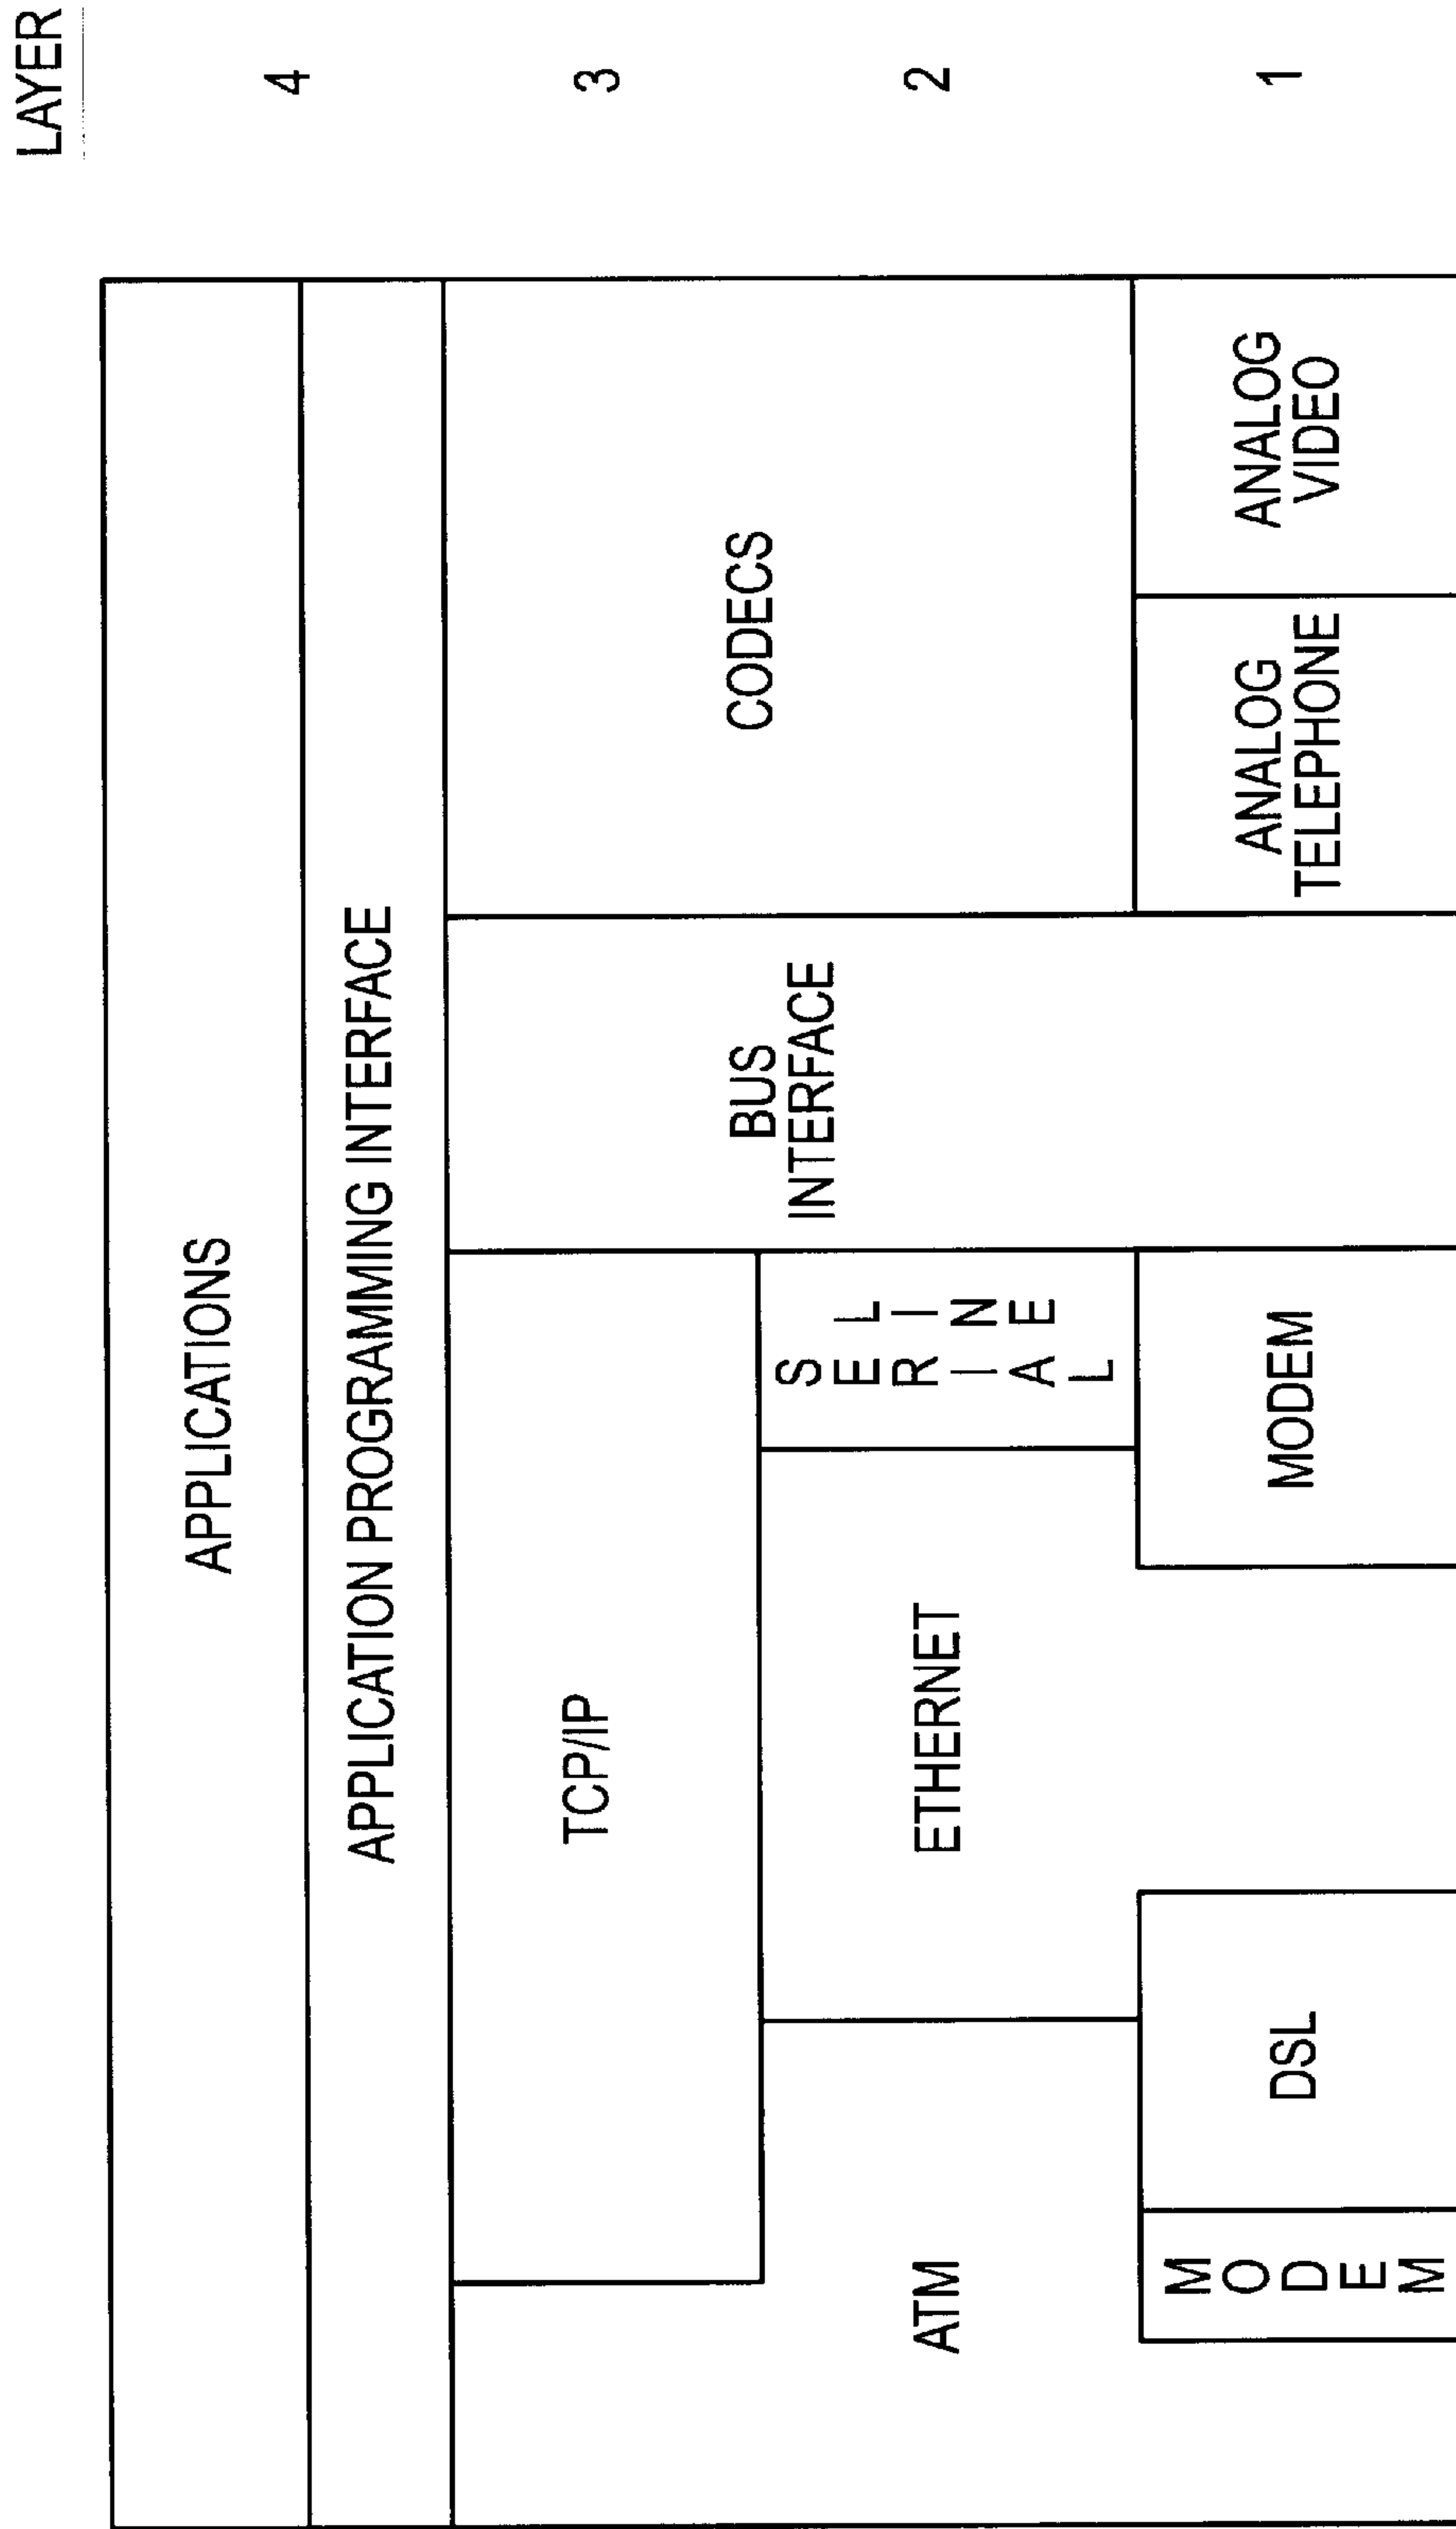 LAYER
APPLICATIONS
4
APPLICATION PROGRAMMING INTERFACE
TCP/IP
3
BUS
INTERFACE
CODECS
ATM
ETHERNET
SERIAL
LINE
2
MODEM
DSL
MODEM
ANALOG
TELEPHONE
ANALOG
VIDEO
1